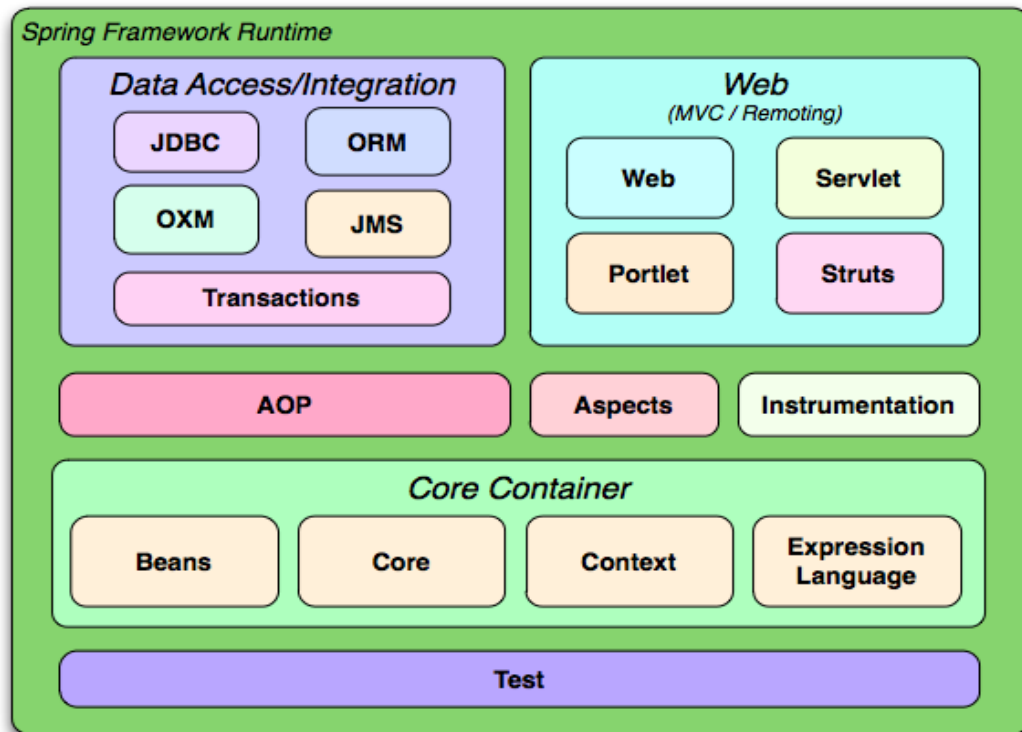 Spring Framework Runtime
Data Access/Integration
JDBC
ORM
OXM
JMS
Transactions
Web
(MVC / Remoting)
Web
Servlet
Portlet
Struts
AOP
Aspects
Instrumentation
Core Container
Beans
Core
Context
Expression
Language
Test